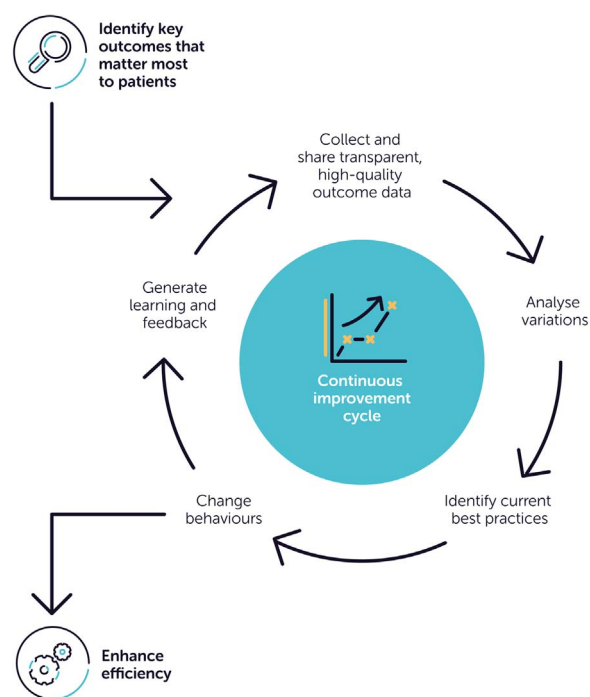 Identify key
outcomes that
matter most
to patients
Collect and
share transparent,
high-quality
outcome data
Analyse
variations
Identify current
best practices
Change
behaviours
Generate
learning and
feedback
Continuous
improvement
cycle
Enhance
efficiency